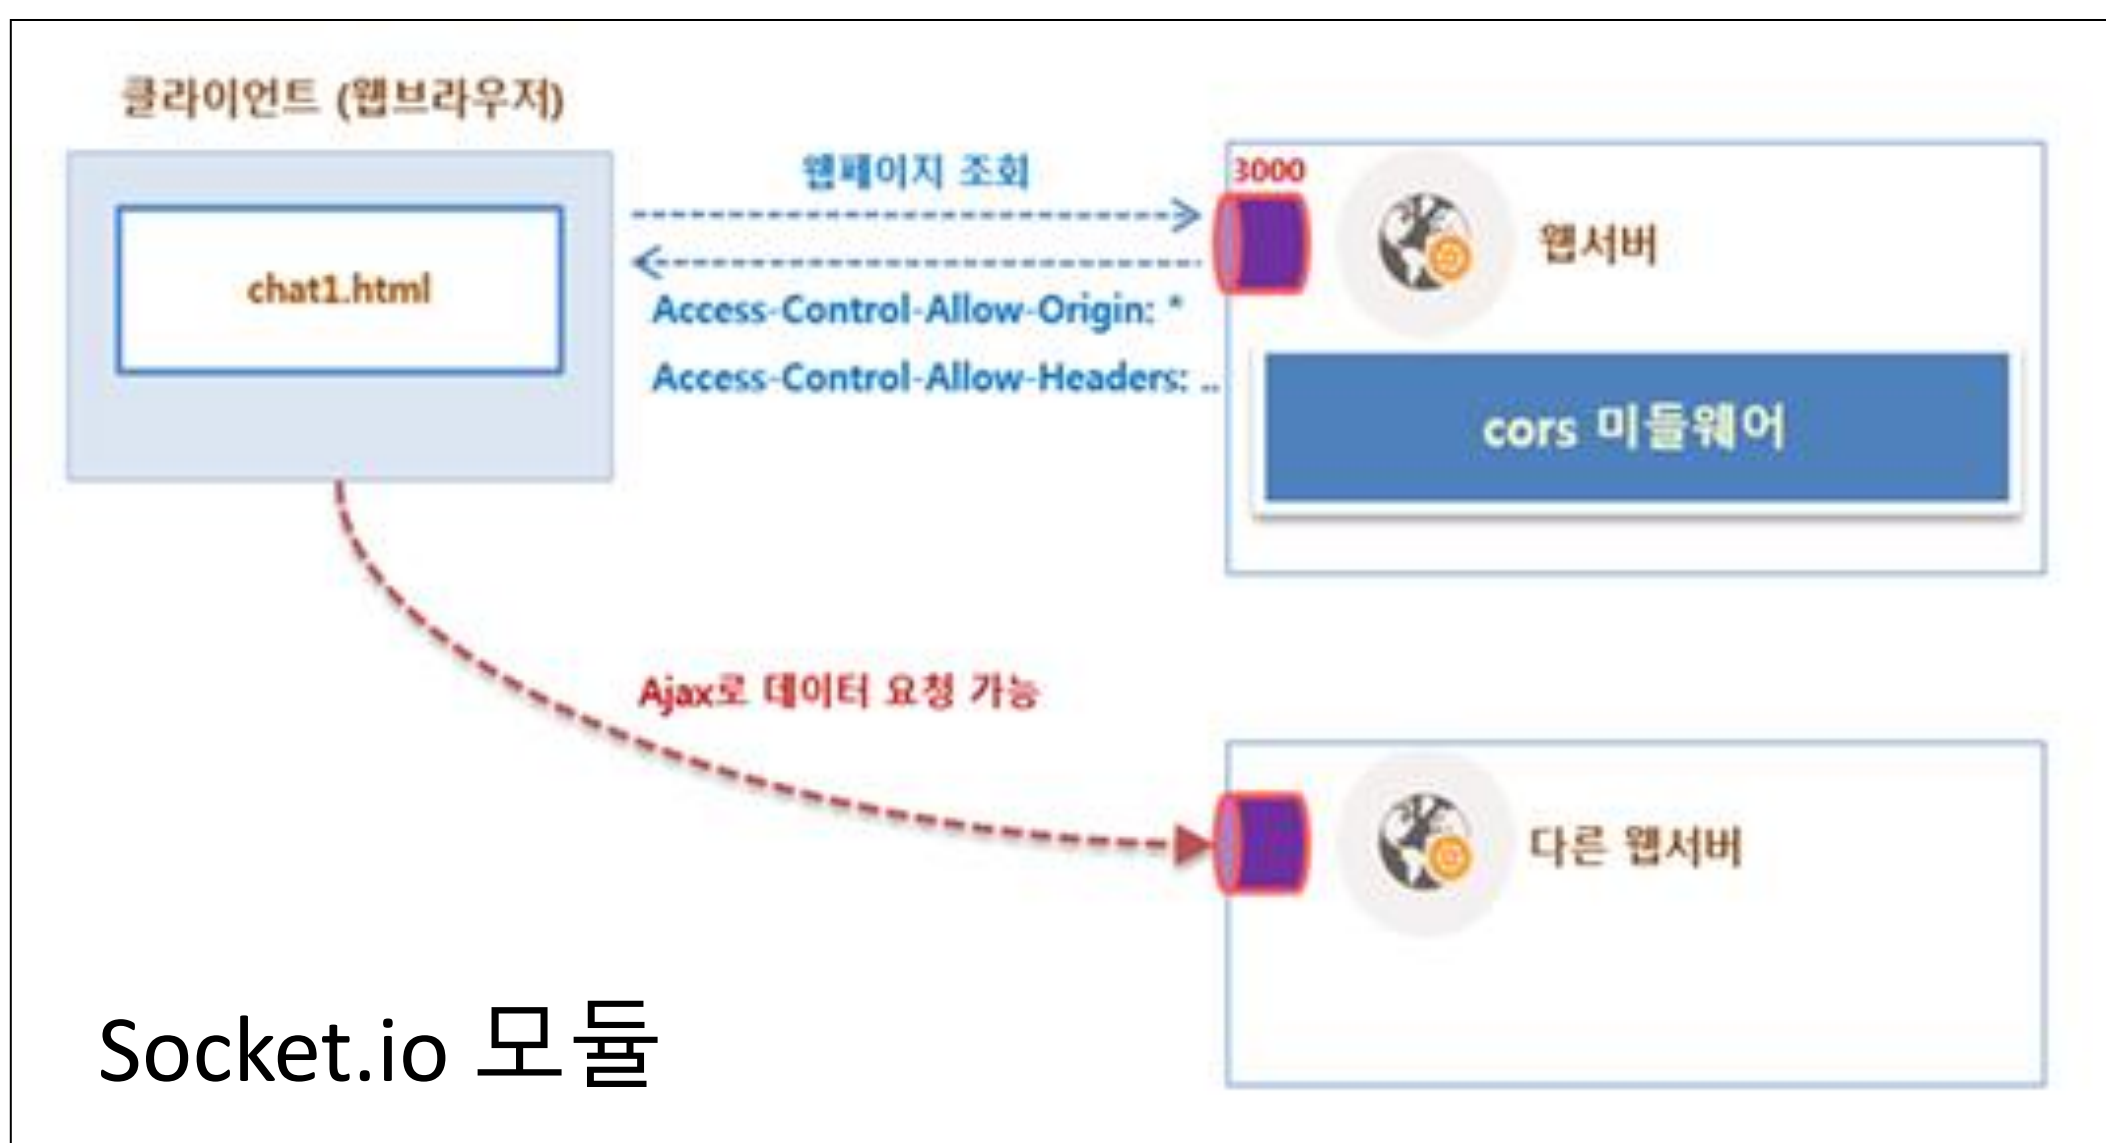 클라이언트 (웹브라우저)
chat1.html
웹페이지 조회
Access-Control-Allow-Origin: *
Access-Control-Allow-Headers: ..
3000
웹서버
cors 미들웨어
Ajax로 데이터 요청 가능
다른 웹서버
Socket.io 모듈